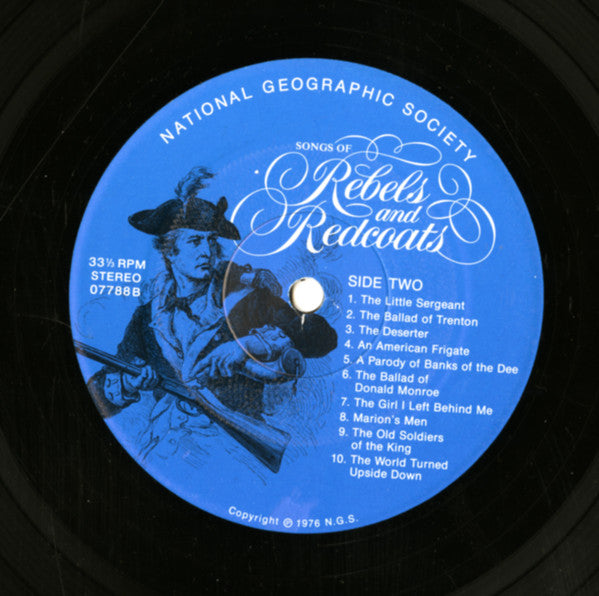 NATIONAL GEOGRAPHIC SOCIETY
SONGS OF
Rebels
and
Redcoats
33⅓ RPM
STEREO
07788B
SIDE TWO
1. The Little Sergeant
2. The Ballad of Trenton
3. The Deserter
4. An American Frigate
5. A Parody of Banks of the Dee
6. The Ballad of
Donald Monroe
7. The Girl I Left Behind Me
8. Marion's Men
9. The Old Soldiers
of the King
10. The World Turned
Upside Down
Copyright ℗ 1976 N.G.S.